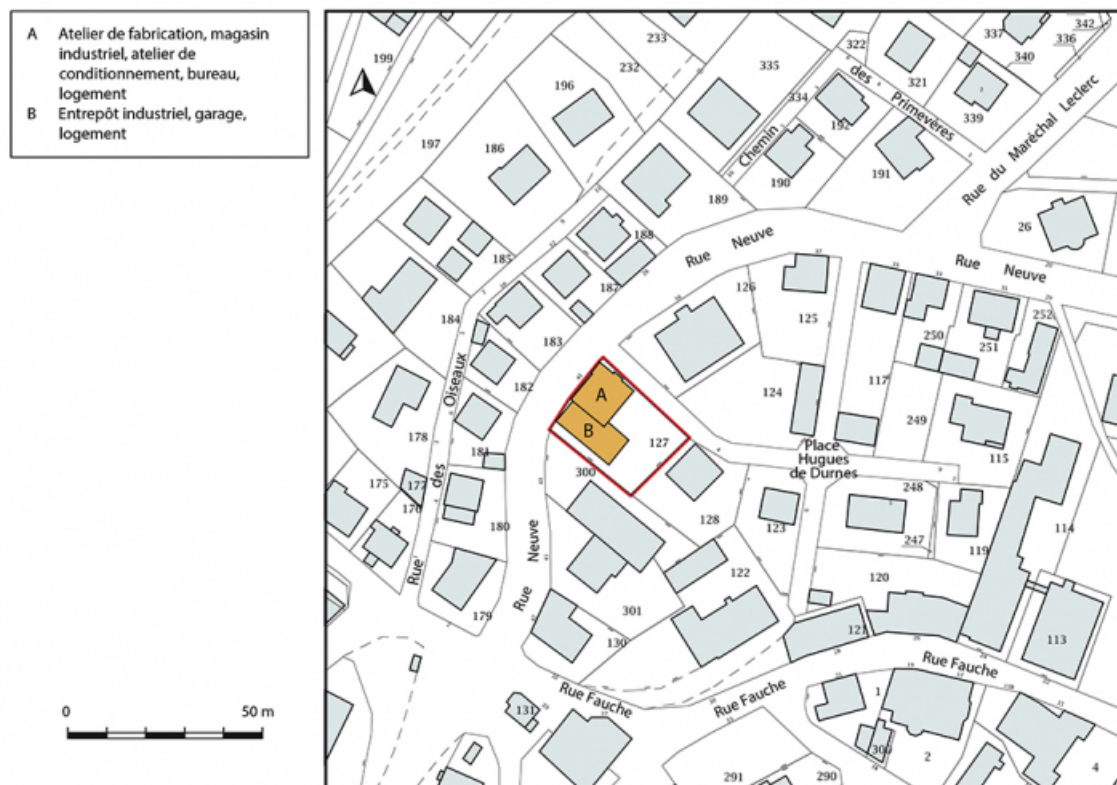 A Atelier de fabrication, magasin
industriel, atelier de
conditionnement, bureau,
logement
B Entrepôt industriel, garage,
logement
0 50 m
199
233
232
335
322
321
337
342
336
340
339
196
197
186
334
192
191
190
189
188
187
185
184
183
182
181
180
179
178
177
176
175
Chemin
des Primevères
Rue du Maréchal Leclerc
Rue Neuve
Rue Neuve
26
126
125
124
117
250
251
252
249
115
A
B
127
300
Place
Hugues
de Durnes
128
123
248
247
119
114
120
122
121
113
301
130
Rue des Oiseaux
Rue Neuve
Rue Fauche
Rue Fauche
Rue Fauche
131
1
2
4
291
290